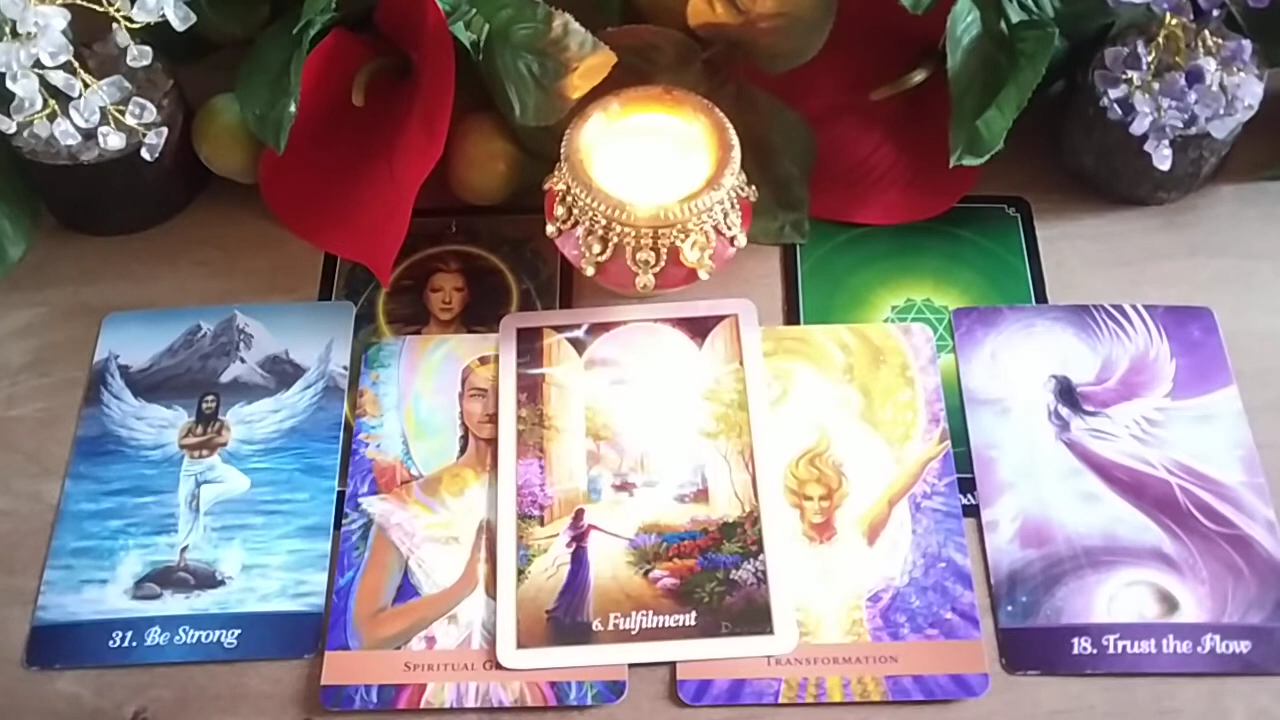 31. Be Strong
SPIRITUAL
6. Fulfilment
TRANSFORMATION
18. Trust the Flow